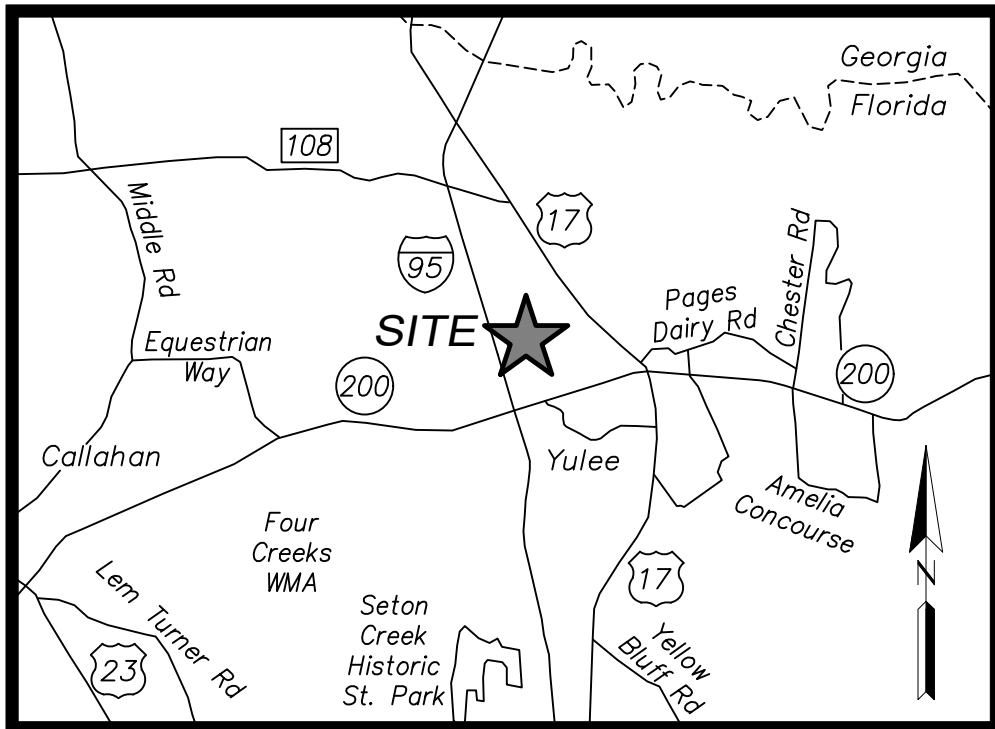 Georgia
Florida
108
Middle Rd
17
95
Chester Rd
Pages
Dairy Rd
SITE
Equestrian
Way
200
200
Callahan
Yulee
Amelia
Concourse
Four
Creeks
WMA
N
Lem Turner Rd
17
Seton
Creek
Historic
St. Park
Yellow
Bluff Rd
23